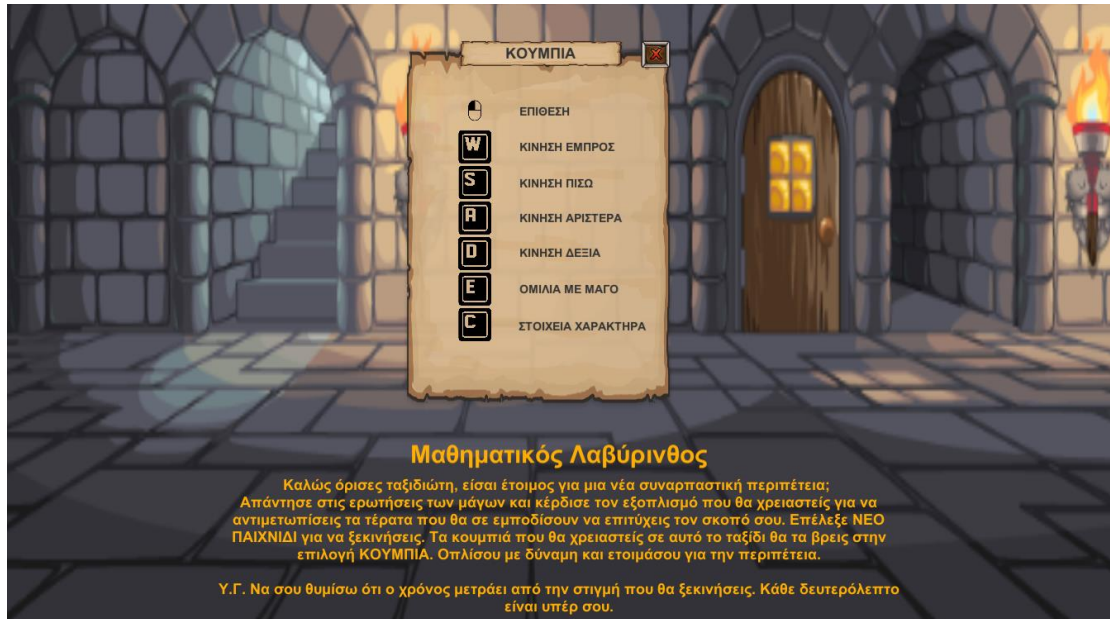 ΚΟΥΜΠΙΑ
ΕΠΙΘΕΣΗ
W ΚΙΝΗΣΗ ΕΜΠΡΟΣ
S ΚΙΝΗΣΗ ΠΙΣΩ
A ΚΙΝΗΣΗ ΑΡΙΣΤΕΡΑ
D ΚΙΝΗΣΗ ΔΕΞΙΑ
E ΟΜΙΛΙΑ ΜΕ ΜΑΓΟ
C ΣΤΟΙΧΕΙΑ ΧΑΡΑΚΤΗΡΑ
Μαθηματικός Λαβύρινθος
Καλώς όρισες ταξιδιώτη, είσαι έτοιμος για μια νέα συναρπαστική περιπέτεια;
Απάντησε στις ερωτήσεις των μάγων και κέρδισε τον εξοπλισμό που θα χρειαστείς για να
αντιμετωπίσεις τα τέρατα που θα σε εμποδίσουν να επιτύχεις τον σκοπό σου. Επέλεξε ΝΕΟ
ΠΑΙΧΝΙΔΙ για να ξεκινήσεις. Τα κουμπιά που θα χρειαστείς σε αυτό το ταξίδι θα τα βρεις στην
επιλογή ΚΟΥΜΠΙΑ. Οπλίσου με δύναμη και ετοιμάσου για την περιπέτεια.
Υ.Γ. Να σου θυμίσω ότι ο χρόνος μετράει από την στιγμή που θα ξεκινήσεις. Κάθε δευτερόλεπτο
είναι υπέρ σου.